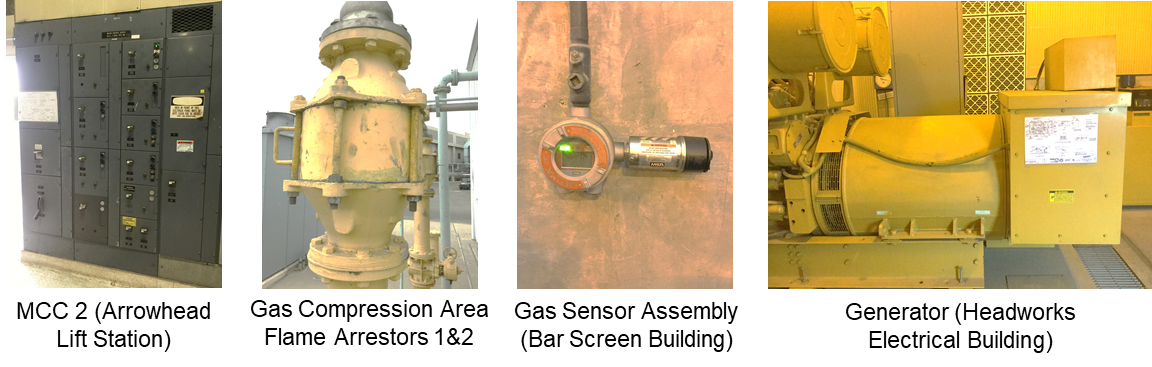 MCC 2 (Arrowhead
Lift Station)
Gas Compression Area
Flame Arrestors 1&2
Gas Sensor Assembly
(Bar Screen Building)
Generator (Headworks
Electrical Building)